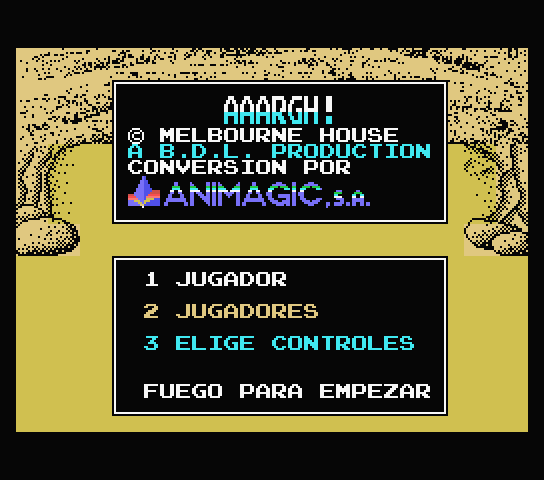 AAARGH!
© MELBOURNE HOUSE
A B.D.L. PRODUCTION
CONVERSION POR
ANIMAGIC,S.A.
1 JUGADOR
2 JUGADORES
3 ELIGE CONTROLES
FUEGO PARA EMPEZAR